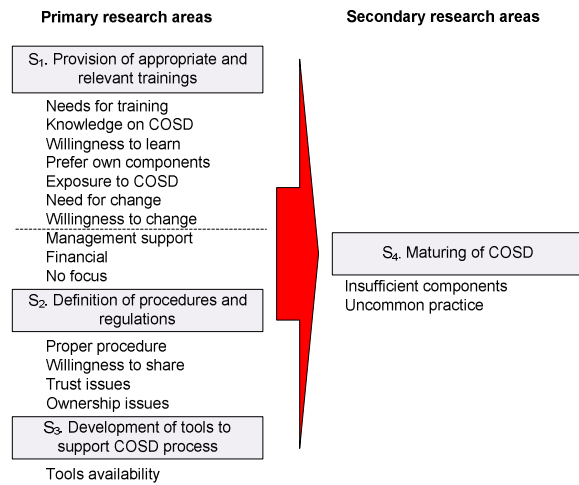 Primary research areas
S₁. Provision of appropriate and
relevant trainings
Needs for training
Knowledge on COSD
Willingness to learn
Prefer own components
Exposure to COSD
Need for change
Willingness to change
Management support
Financial
No focus
S₂. Definition of procedures and
regulations
Proper procedure
Willingness to share
Trust issues
Ownership issues
S₃. Development of tools to
support COSD process
Tools availability
Secondary research areas
S₄. Maturing of COSD
Insufficient components
Uncommon practice